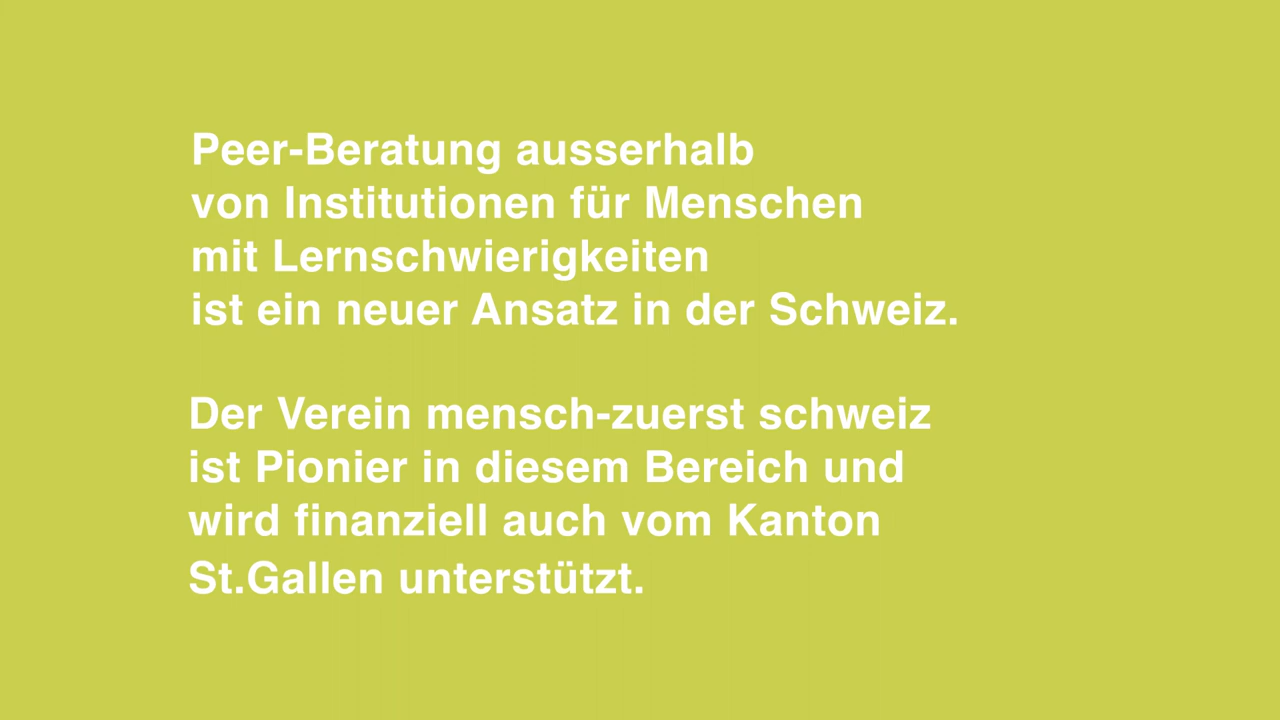 Peer-Beratung ausserhalb
von Institutionen für Menschen
mit Lernschwierigkeiten
ist ein neuer Ansatz in der Schweiz.
Der Verein mensch-zuerst schweiz
ist Pionier in diesem Bereich und
wird finanziell auch vom Kanton
St.Gallen unterstützt.